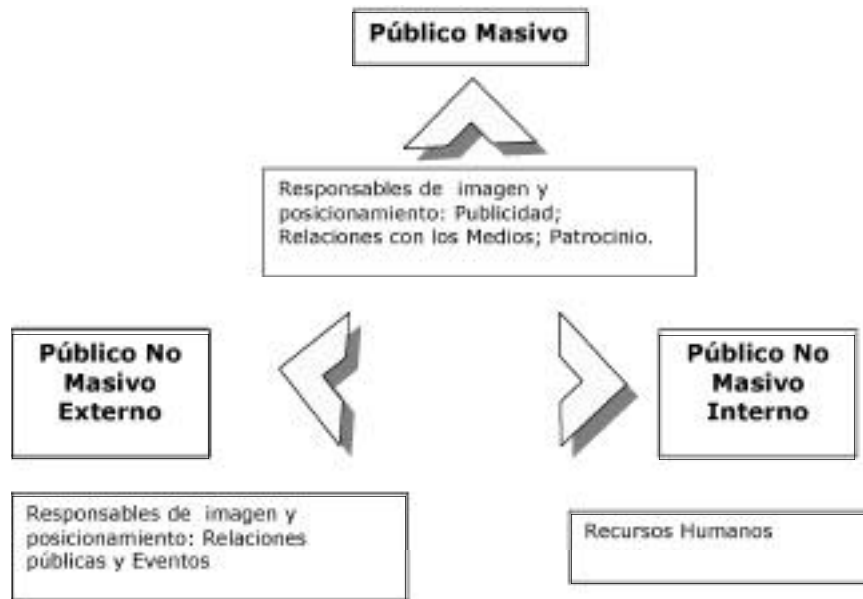 Público Masivo
Responsables de imagen y
posicionamiento: Publicidad;
Relaciones con los Medios; Patrocinio.
Público No
Masivo
Externo
Público No
Masivo
Interno
Responsables de imagen y
posicionamiento: Relaciones
públicas y Eventos
Recursos Humanos